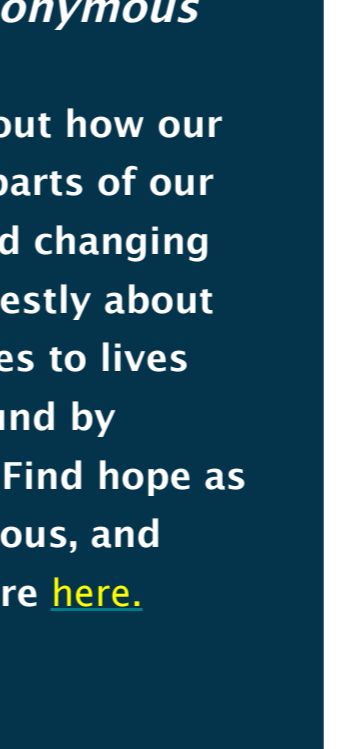 onymous
out how our
parts of our
d changing
estly about
es to lives
und by
Find hope as
ous, and
re here.